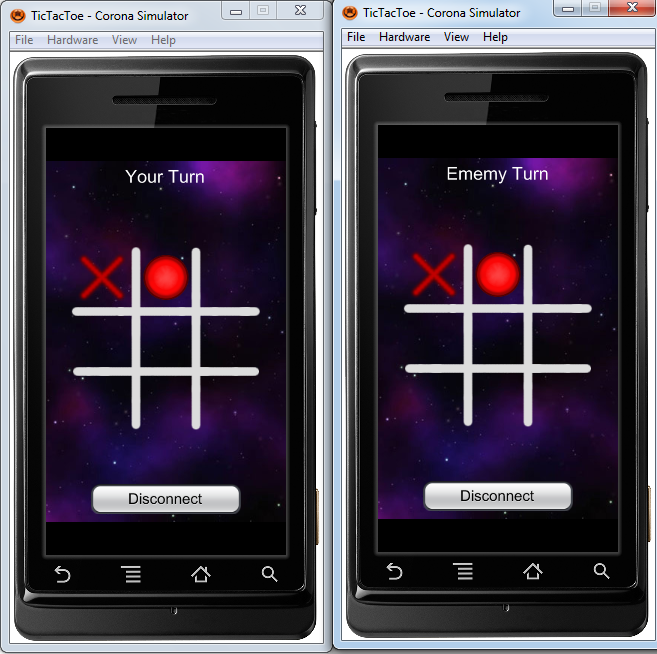 TicTacToe - Corona Simulator
File Hardware View Help
Your Turn
Disconnect
TicTacToe - Corona Simulator
File Hardware View Help
Ememy Turn
Disconnect